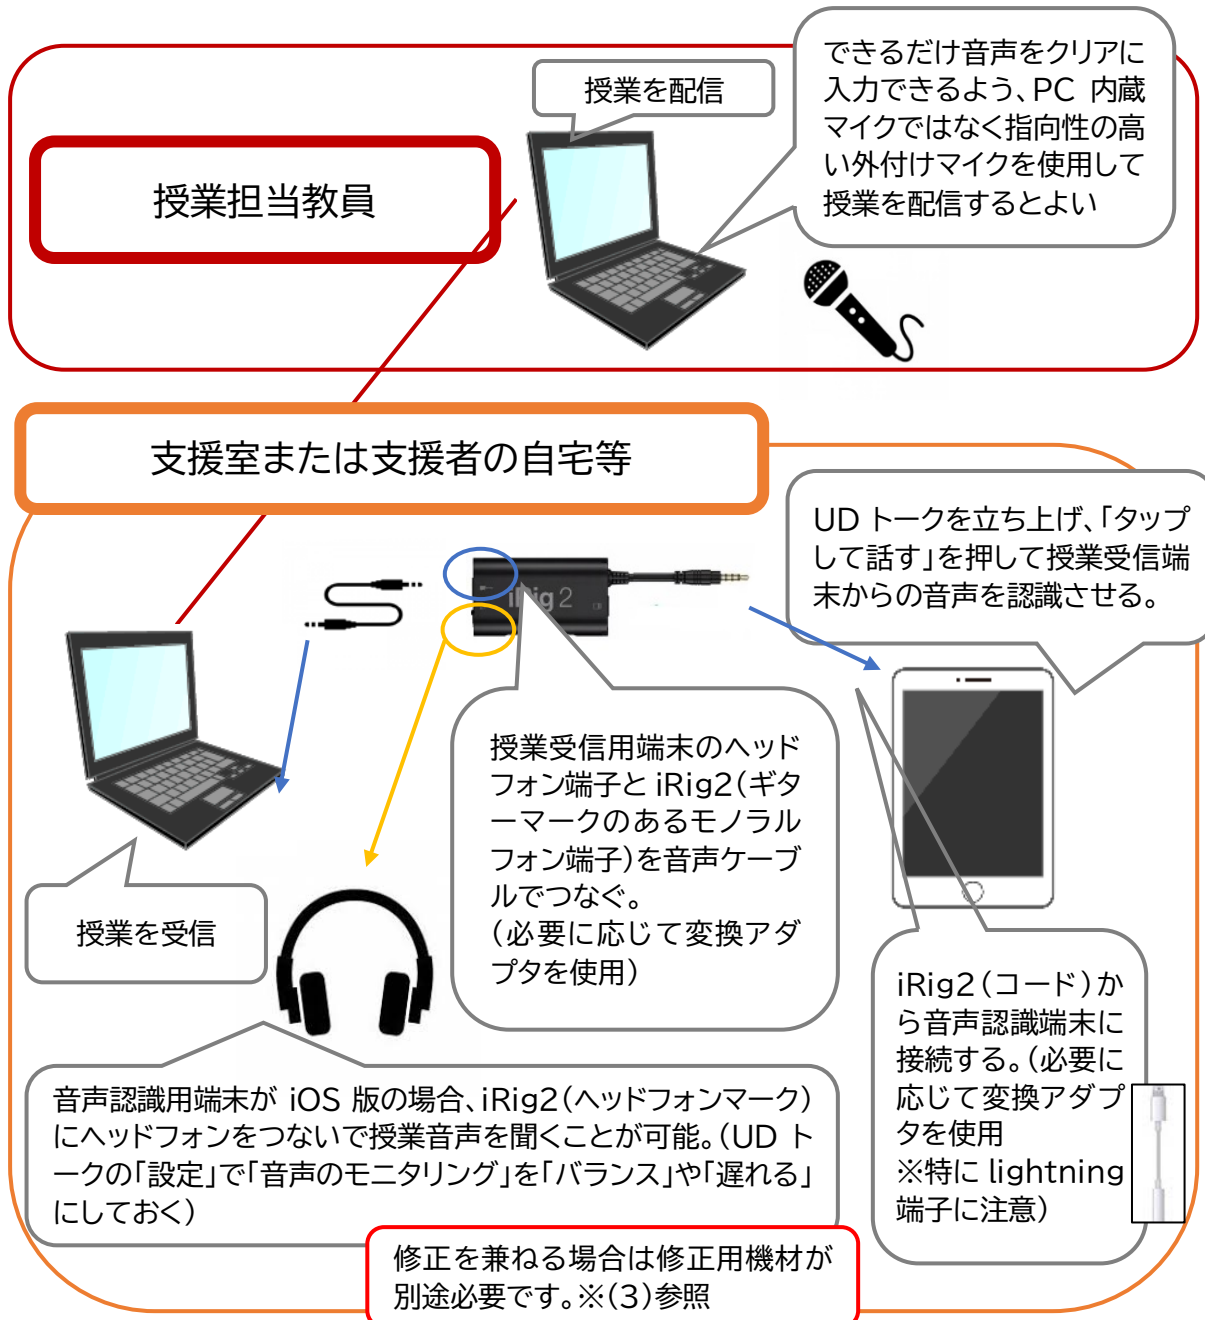 授業を配信
できるだけ音声をクリアに
入力できるよう、PC 内蔵
マイクではなく指向性の高
い外付けマイクを使用して
授業を配信するとよい
授業担当教員
支援室または支援者の自宅等
UD トークを立ち上げ、「タップ
して話す」を押して授業受信端
末からの音声を認識させる。
iRig2
授業受信用端末のヘッド
フォン端子と iRig2(ギタ
ーマークのあるモノラル
フォン端子)を音声ケーブ
ルでつなぐ。
(必要に応じて変換アダ
プタを使用)
授業を受信
iRig2(コード)か
ら音声認識端末に
接続する。(必要に
応じて変換アダプ
タを使用
※特に lightning
端子に注意)
音声認識用端末が iOS 版の場合、iRig2(ヘッドフォンマーク)
にヘッドフォンをつないで授業音声を聞くことが可能。(UD ト
ークの「設定」で「音声のモニタリング」を「バランス」や「遅れる」
にしておく)
修正を兼ねる場合は修正用機材が
別途必要です。※(3)参照